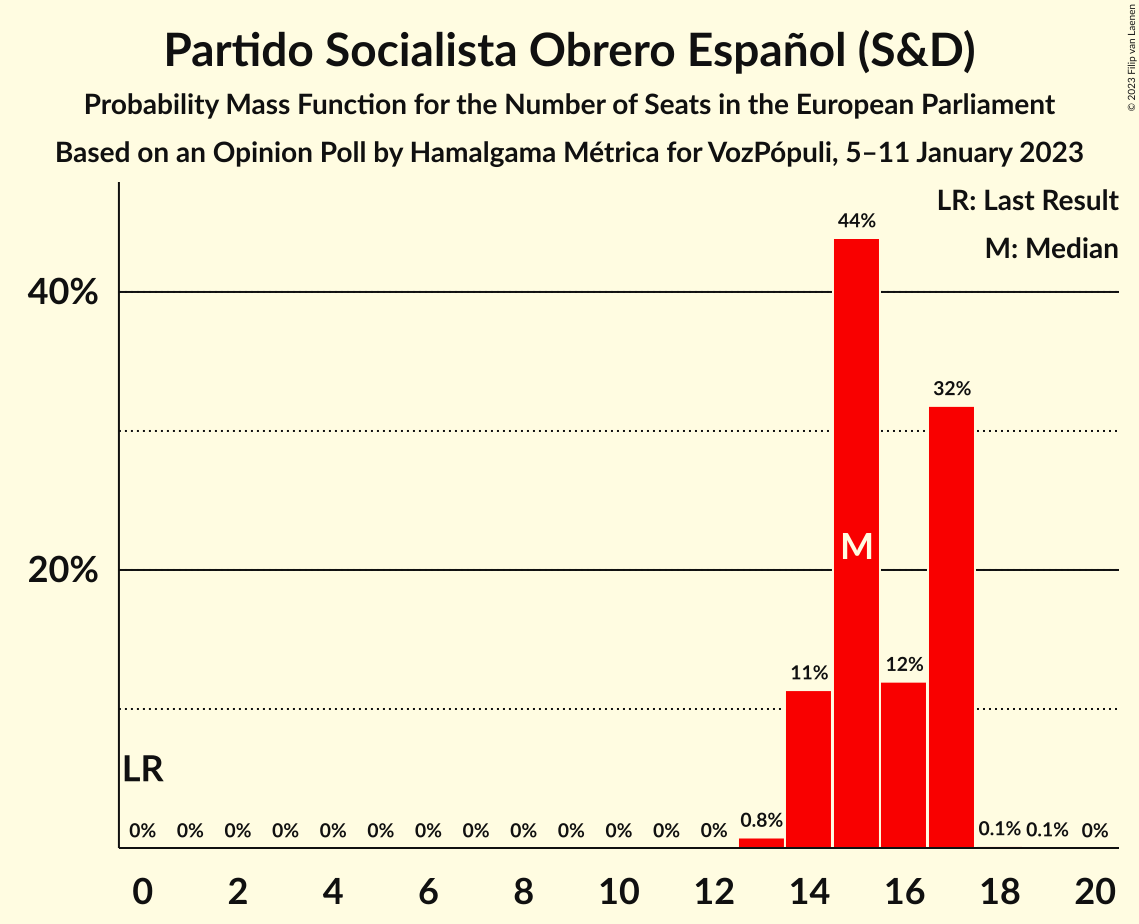 Partido Socialista Obrero Español (S&D)
Probability Mass Function for the Number of Seats in the European Parliament
Based on an Opinion Poll by Hamalgama Métrica for VozPópuli, 5–11 January 2023
© 2023 Filip van Laenen
LR: Last Result
M: Median
44%
40%
32%
M
20%
11%
12%
LR
0% 0% 0% 0% 0% 0% 0% 0% 0% 0% 0% 0% 0% 0.8% 0.1% 0.1% 0%
0 2 4 6 8 10 12 14 16 18 20